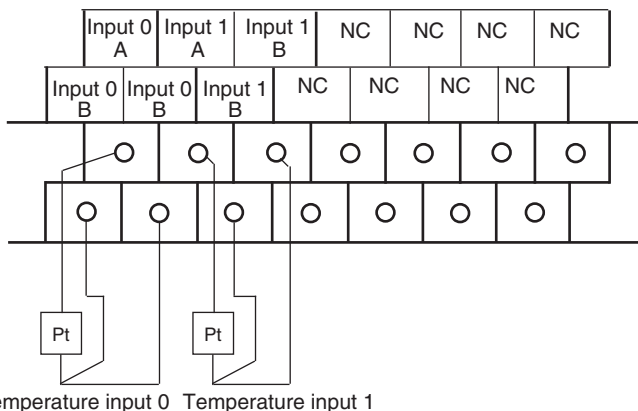 Input 0 A Input 1 A Input 1 B NC NC NC NC
Input 0 B Input 0 B Input 1 B NC NC NC NC
Pt Pt
emperature input 0 Temperature input 1